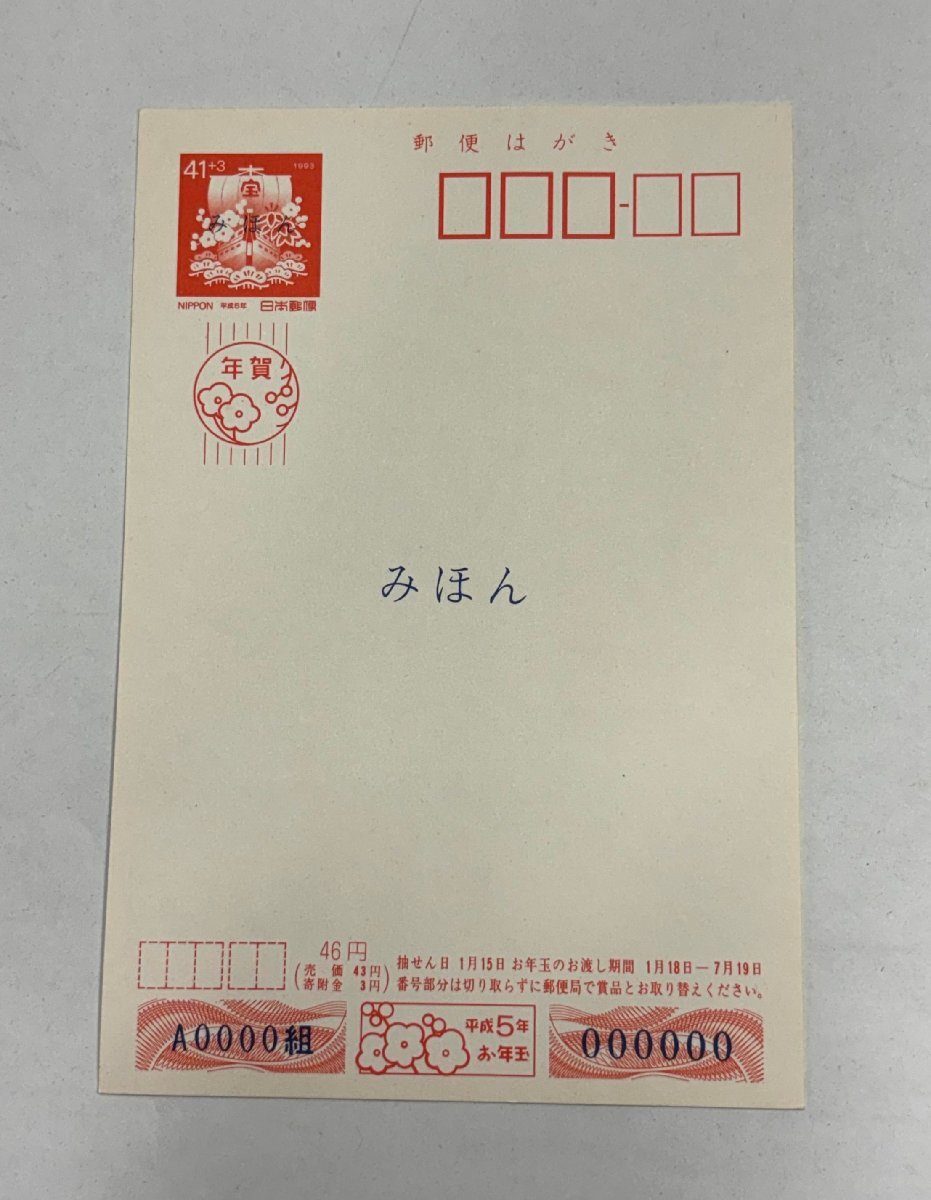 郵便はがき
41+3 1993
宝
みほん
NIPPON 平成5年 日本郵便
年賀
みほん
46円
(売価 43円
寄附金 3円)
抽せん日 1月15日 お年玉のお渡し期間 1月18日—7月19日
番号部分は切り取らずに郵便局で賞品とお取り替えください。
A0000組
平成5年
お年玉
000000